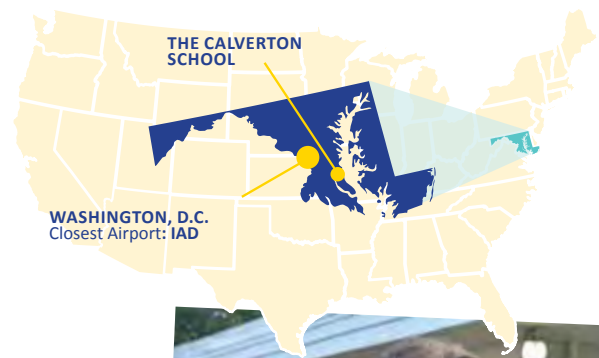 THE CALVERTON
SCHOOL
WASHINGTON, D.C.
Closest Airport: IAD